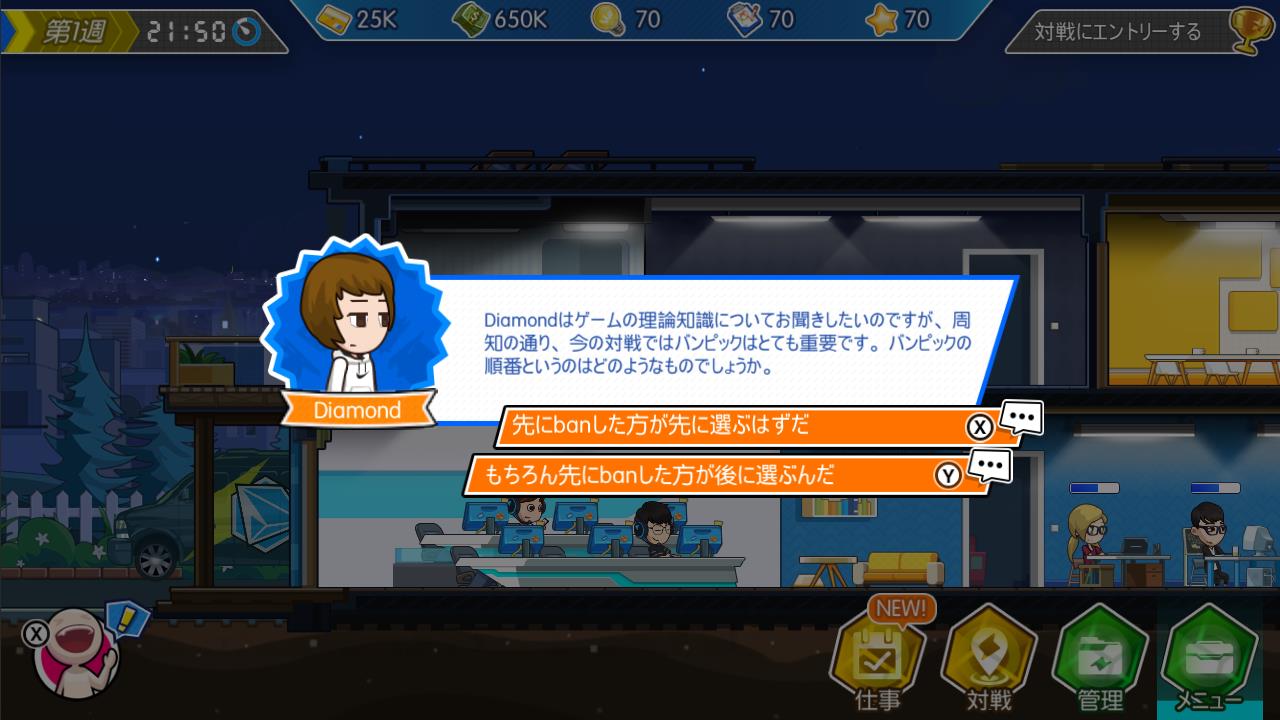 第1週
21:50
25K
650K
70
70
70
対戦にエントリーする
Diamondはゲームの理論知識についてお聞きしたいのですが、周
知の通り、今の対戦ではバンピックはとても重要です。バンピックの
順番というのはどのようなものでしょうか。
Diamond
先にbanした方が先に選ぶはずだ
X
もちろん先にbanした方が後に選ぶんだ
Y
X
NEW!
仕事
対戦
管理
メニュー